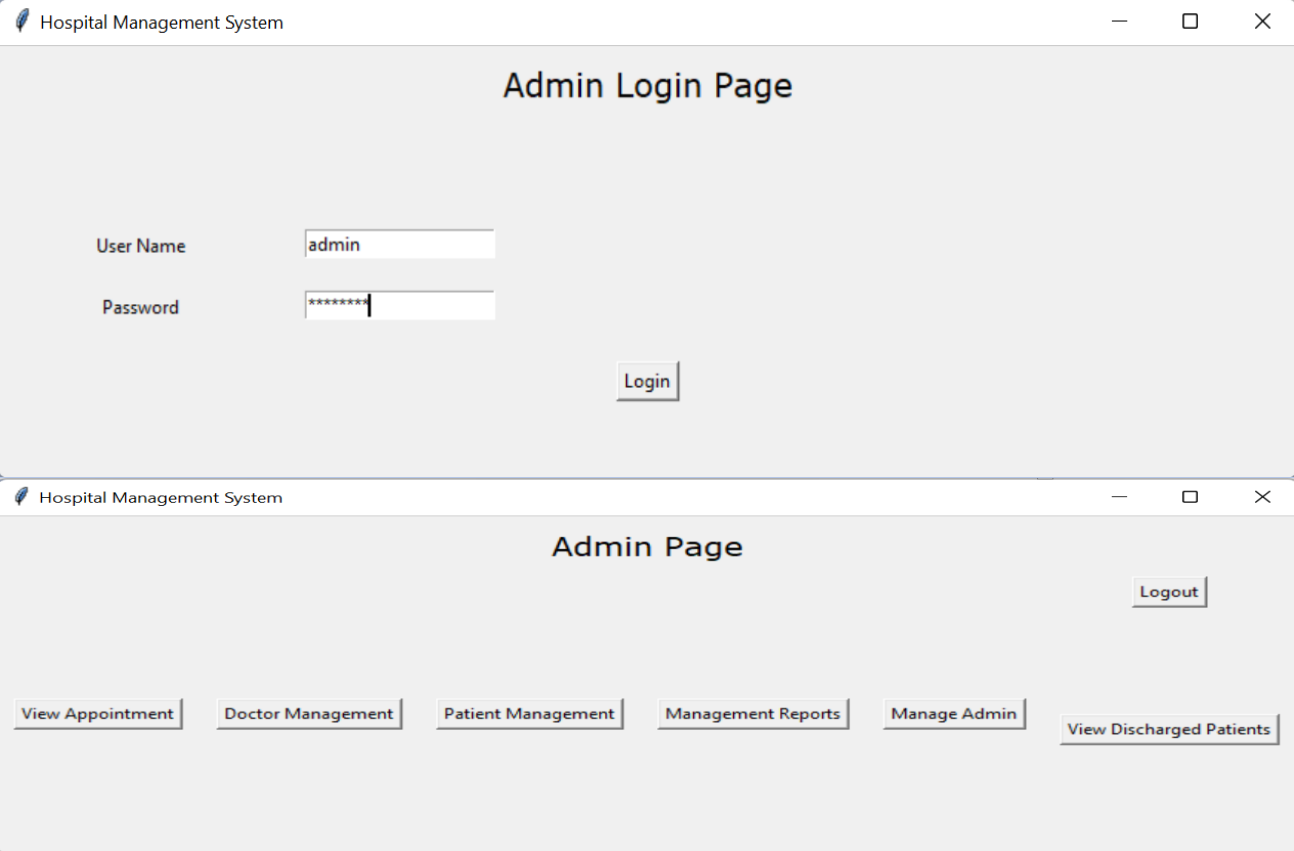 Hospital Management System
Admin Login Page
User Name admin
Password ********
Login
Hospital Management System
Admin Page
Logout
View Appointment Doctor Management Patient Management Management Reports Manage Admin View Discharged Patients